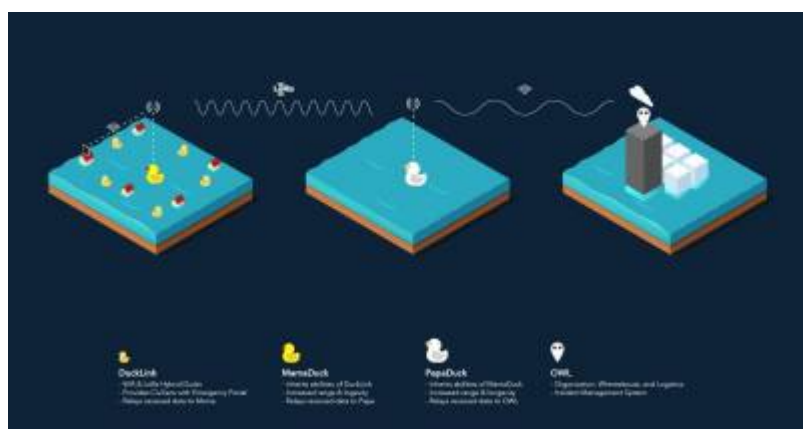 DuckLink
- Wifi & LoRa Hybrid Quaks
- Provides Civilians with Emergency Portal
- Relays received data to Mama
MamaDuck
- Inherits abilities of DuckLink
- Increased range & longevity
- Relays received data to Papa
PapaDuck
- Inherits abilities of MamaDuck
- Increased range & longevity
- Relays received data to OWL
OWL
- Organization, Whereabouts, and Logistics
- Incident Management System